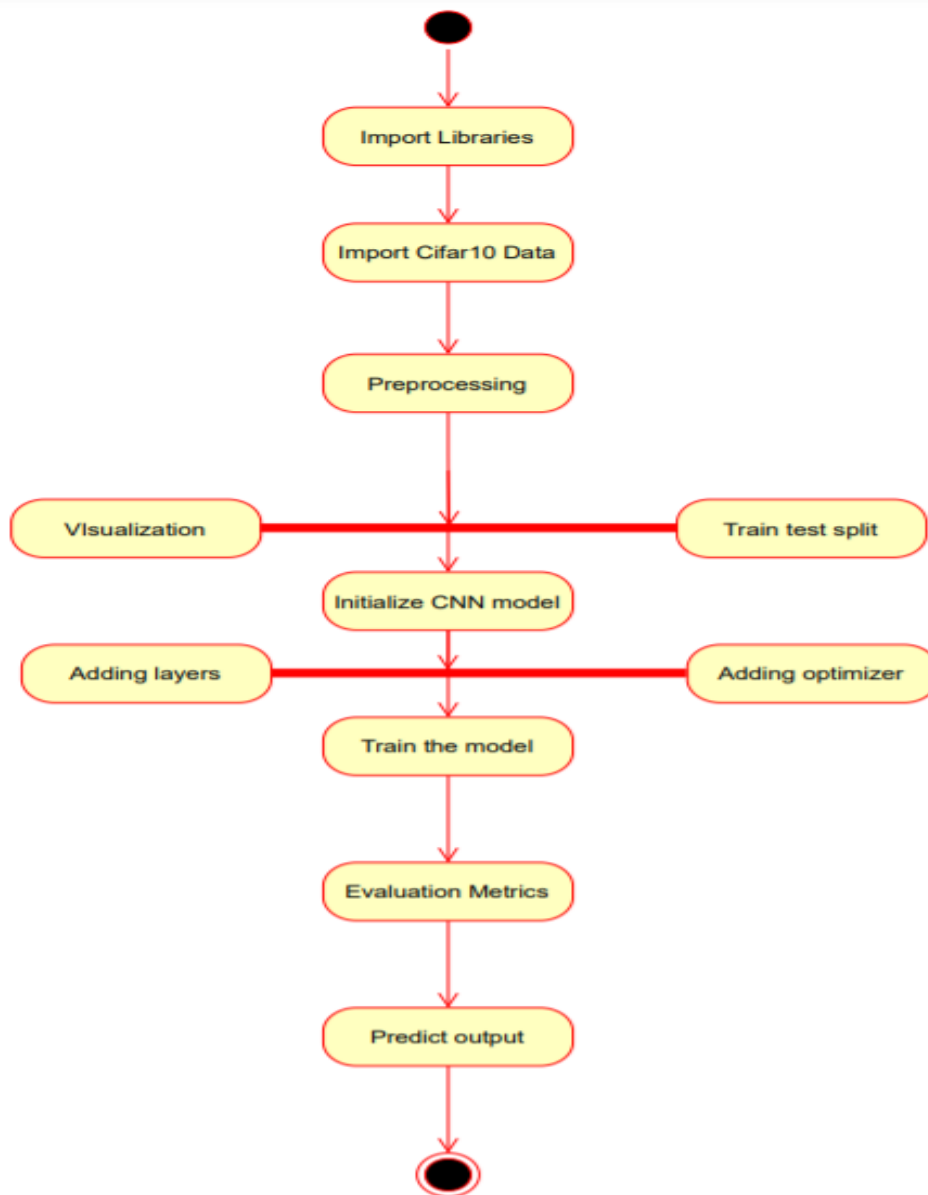 Import Libraries
Import Cifar10 Data
Preprocessing
VIsualization
Train test split
Initialize CNN model
Adding layers
Adding optimizer
Train the model
Evaluation Metrics
Predict output